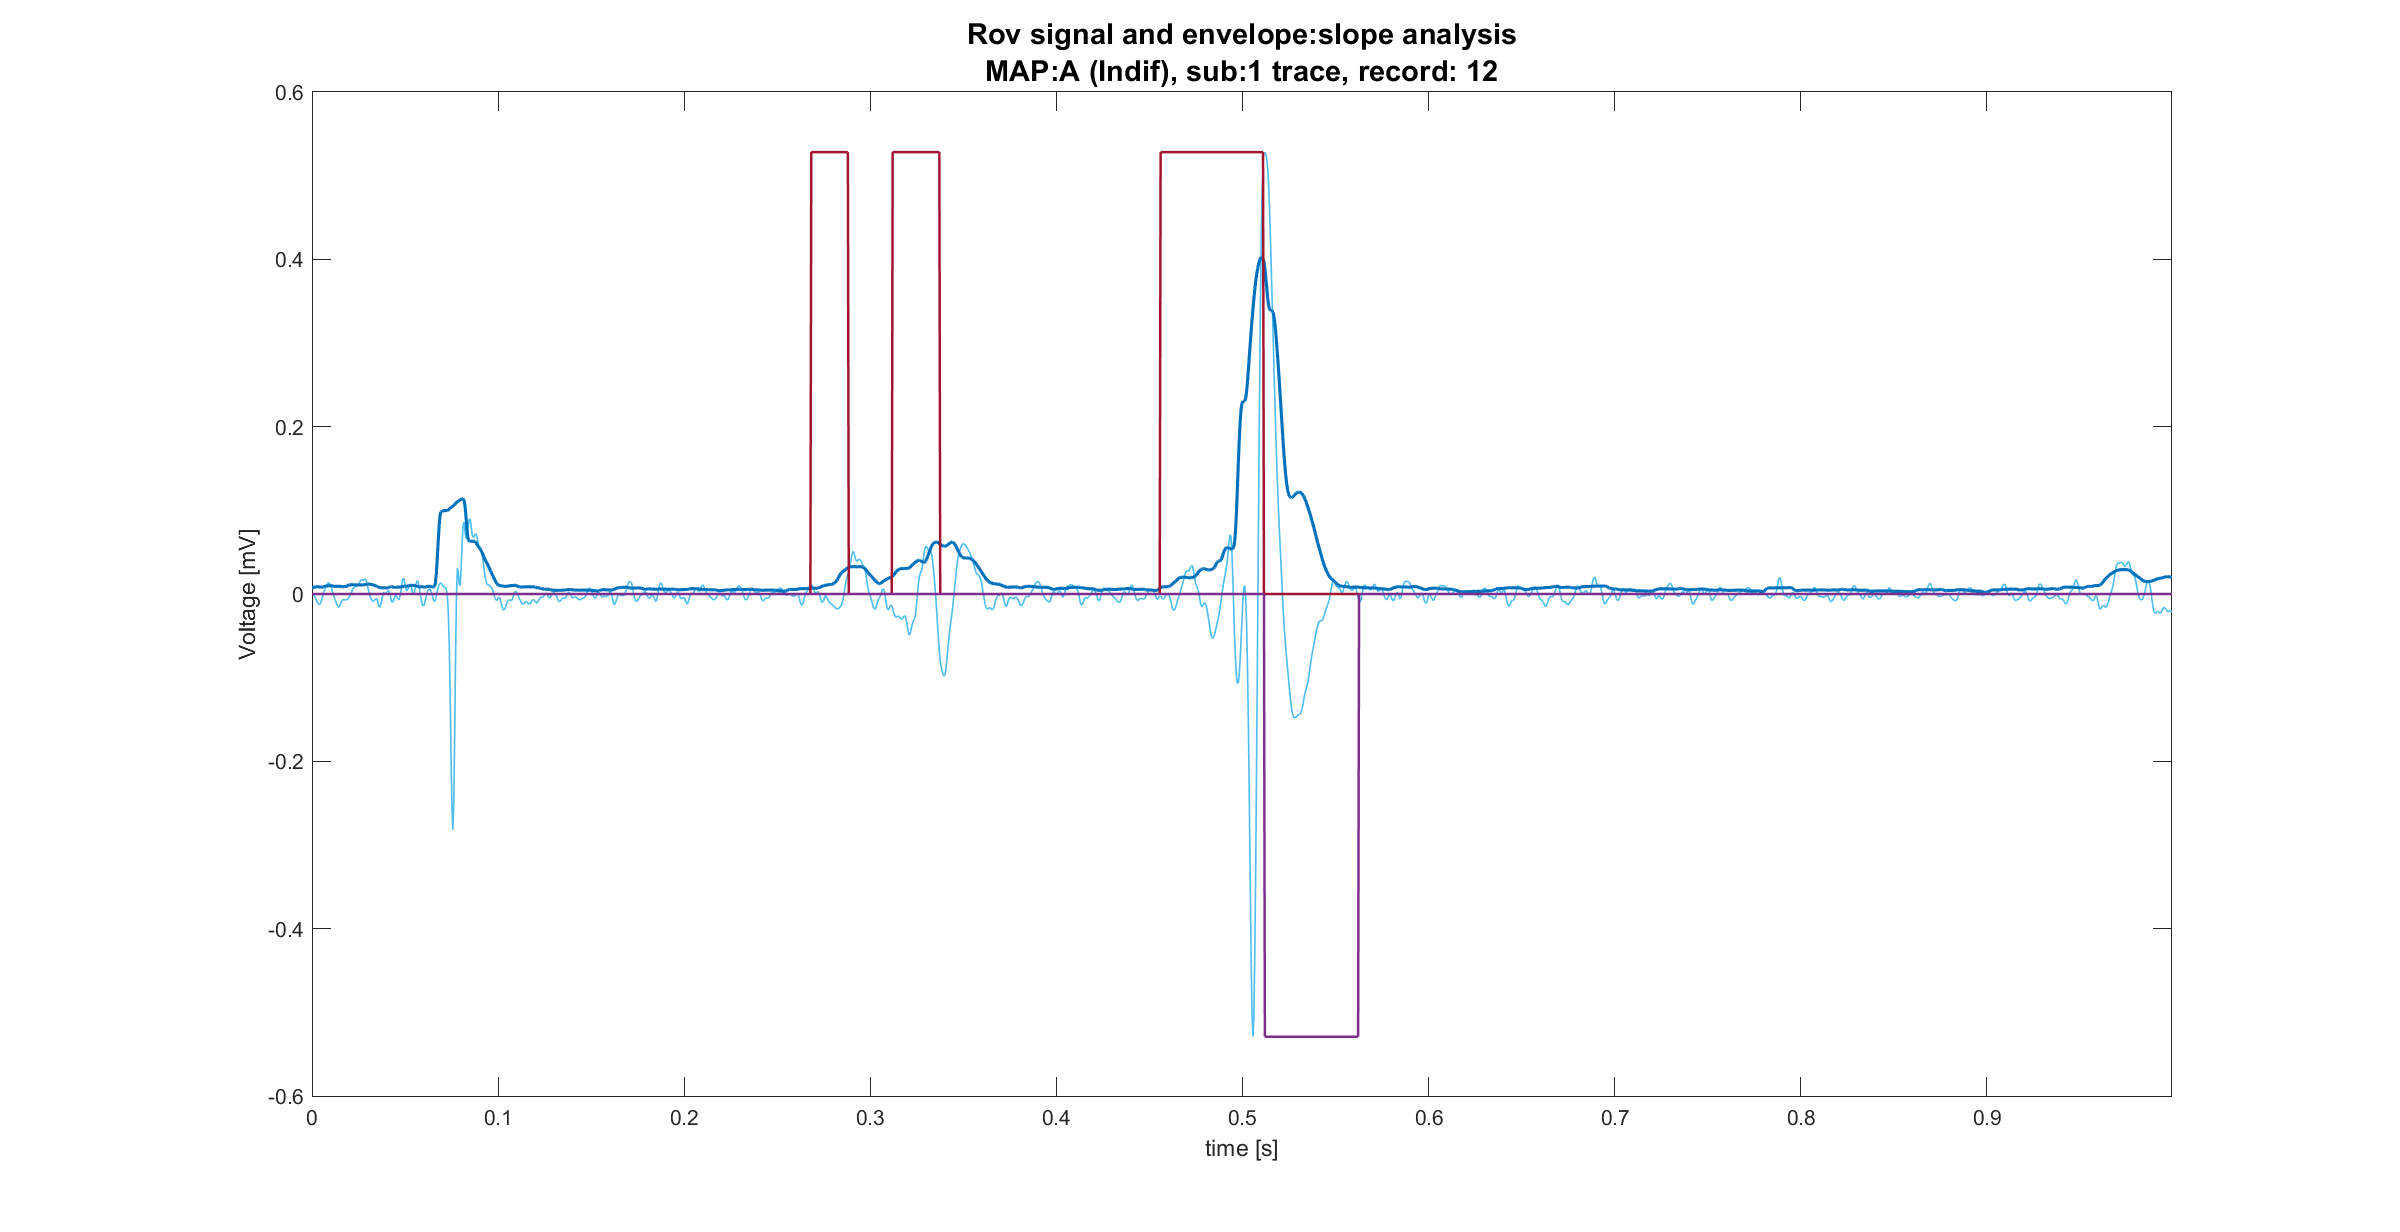 Rov signal and envelope:slope analysis
MAP:A (Indif), sub:1 trace, record: 12
0.6
0.4
0.2
0
-0.2
-0.4
-0.6
Voltage [mV]
0 0.1 0.2 0.3 0.4 0.5 0.6 0.7 0.8 0.9
time [s]